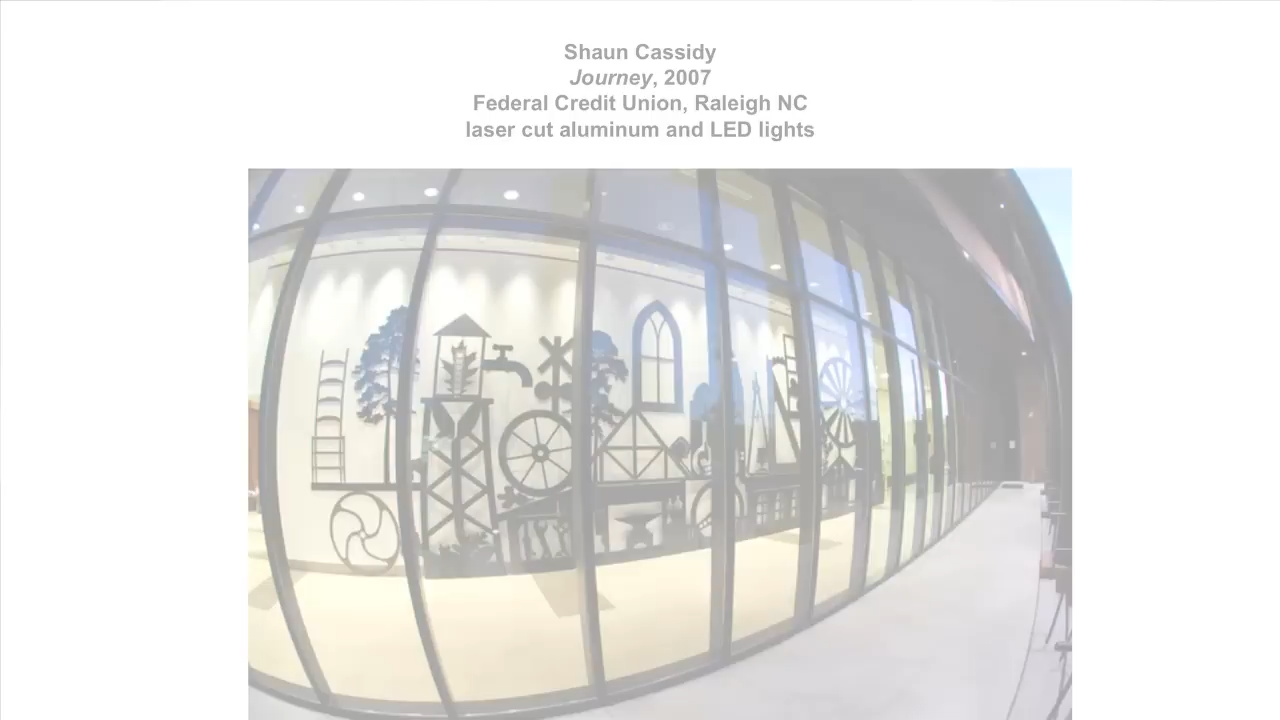 Shaun Cassidy
Journey, 2007
Federal Credit Union, Raleigh NC
laser cut aluminum and LED lights